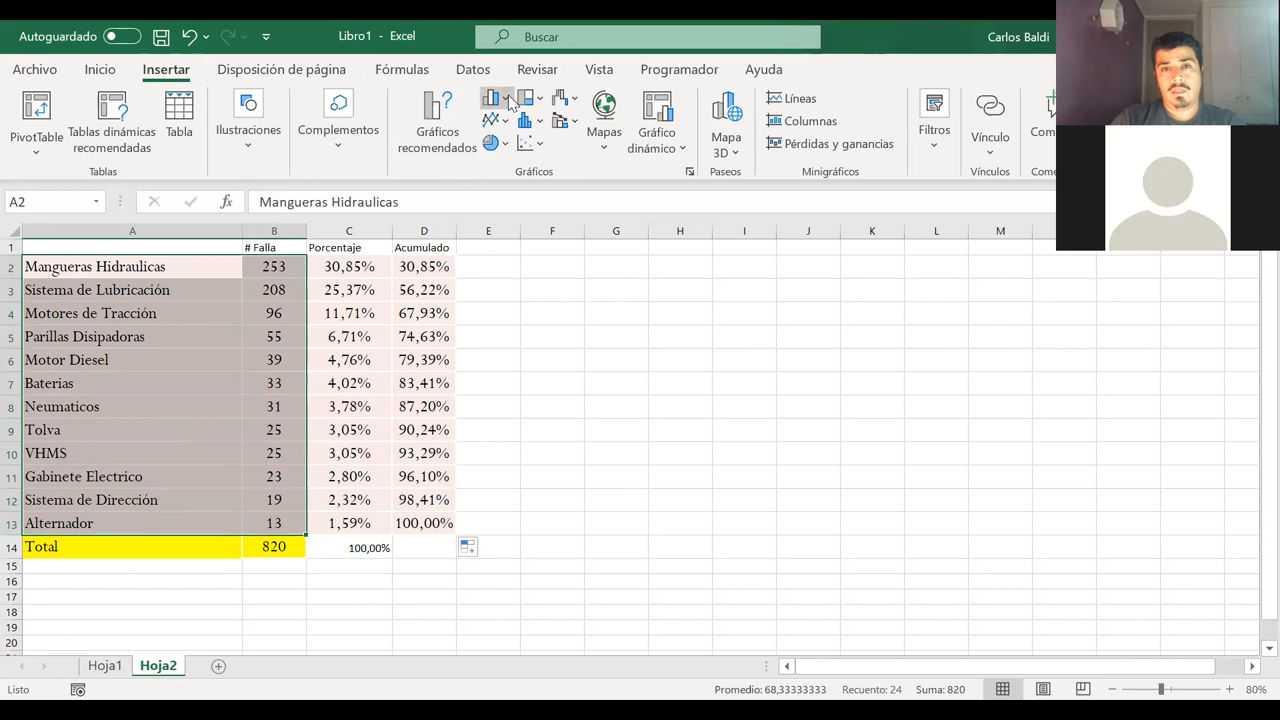 Autoguardado Libro1 - Excel Buscar Carlos Baldi
Archivo Inicio Insertar Disposición de página Fórmulas Datos Revisar Vista Programador Ayuda
PivotTable
Tablas dinámicas
recomendadas
Tabla
Ilustraciones
Complementos
Gráficos
recomendados
Mapas
Gráfico
dinámico
Mapa
3D
Líneas
Columnas
Pérdidas y ganancias
Filtros
Vínculo
Tablas Gráficos Paseos Minigráficos Vínculos
A2 fx Mangueras Hidraulicas
A B C D E F G H I J K L M
1 # Falla Porcentaje Acumulado
2 Mangueras Hidraulicas 253 30,85% 30,85%
3 Sistema de Lubricación 208 25,37% 56,22%
4 Motores de Tracción 96 11,71% 67,93%
5 Parillas Disipadoras 55 6,71% 74,63%
6 Motor Diesel 39 4,76% 79,39%
7 Baterias 33 4,02% 83,41%
8 Neumaticos 31 3,78% 87,20%
9 Tolva 25 3,05% 90,24%
10 VHMS 25 3,05% 93,29%
11 Gabinete Electrico 23 2,80% 96,10%
12 Sistema de Dirección 19 2,32% 98,41%
13 Alternador 13 1,59% 100,00%
14 Total 820 100,00%
15
16
17
18
19
20
Hoja1 Hoja2
Listo Promedio: 68,33333333 Recuento: 24 Suma: 820 80%